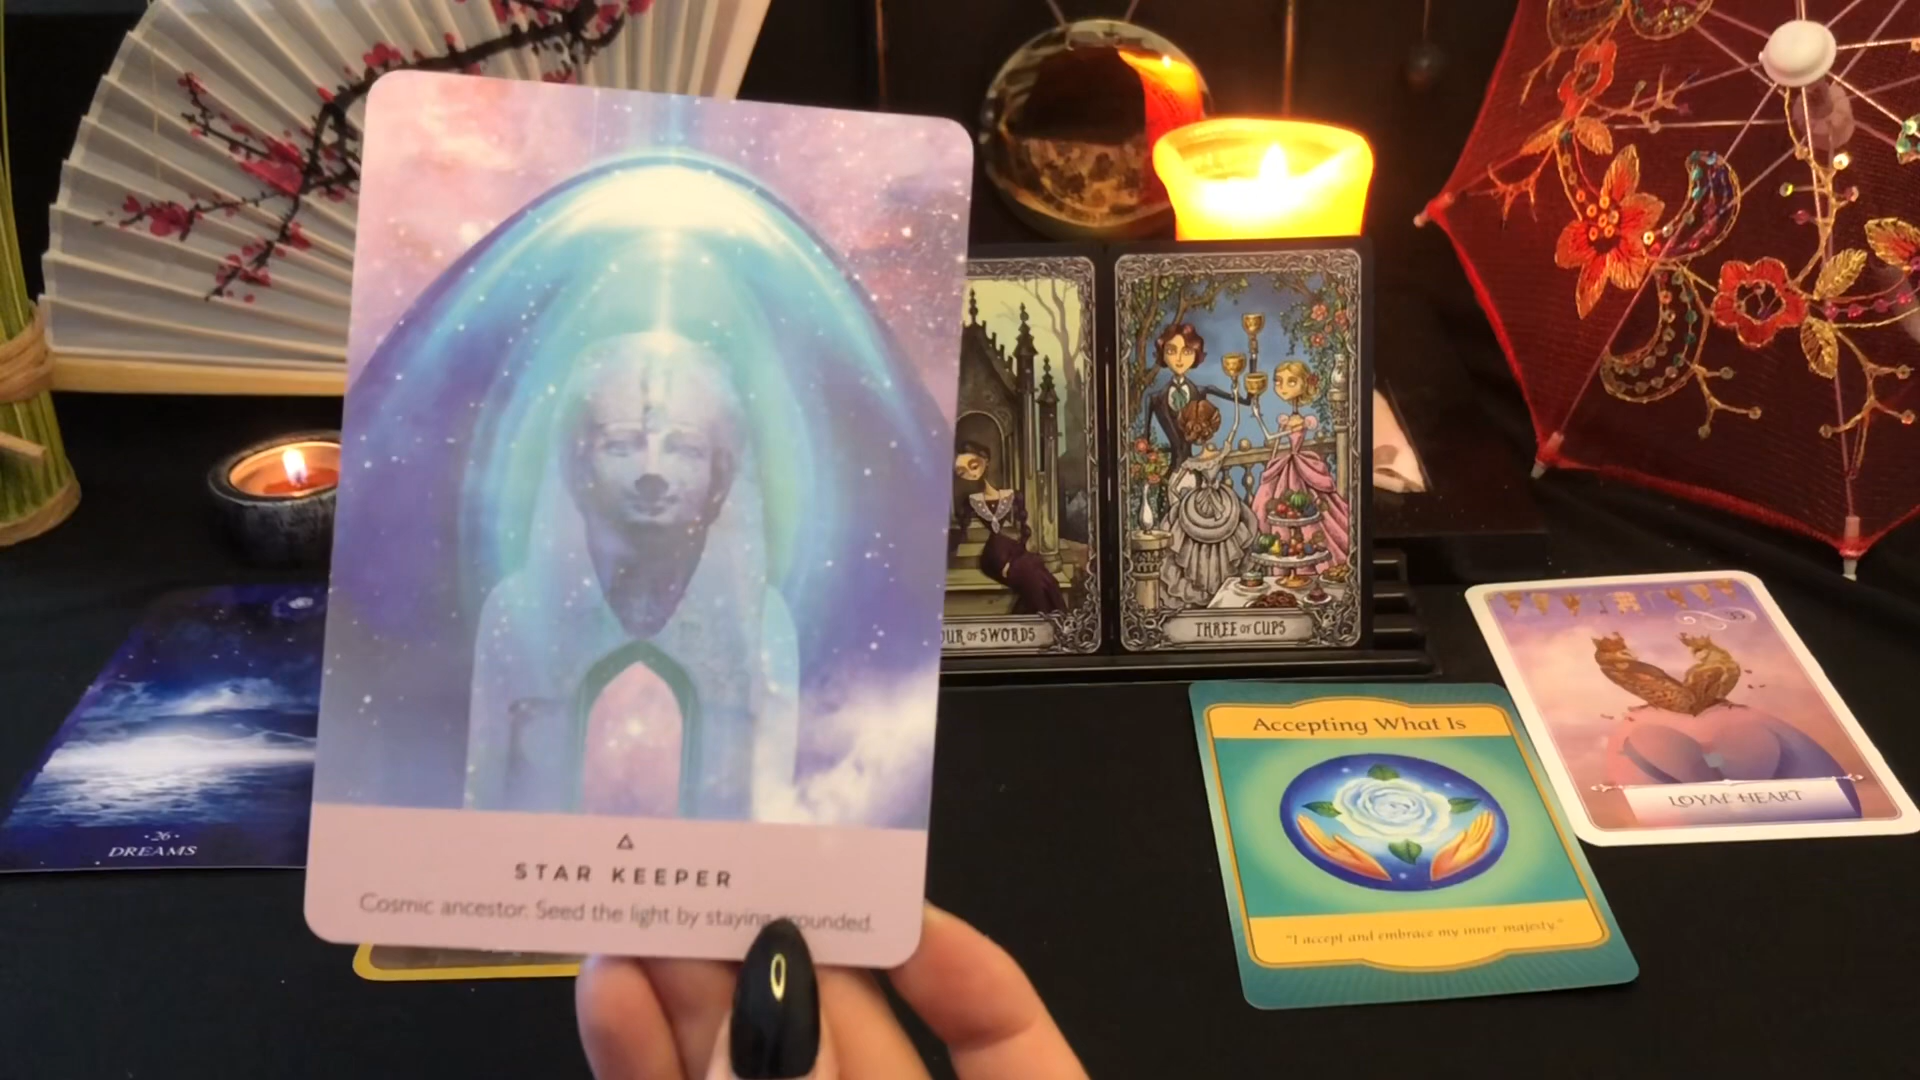 STAR KEEPER
Cosmic ancestor. Seed the light by staying grounded.
OUR OF SWORDS
THREE OF CUPS
·26·
DREAMS
Accepting What Is
"I accept and embrace my inner majesty."
35
LOYAL HEART